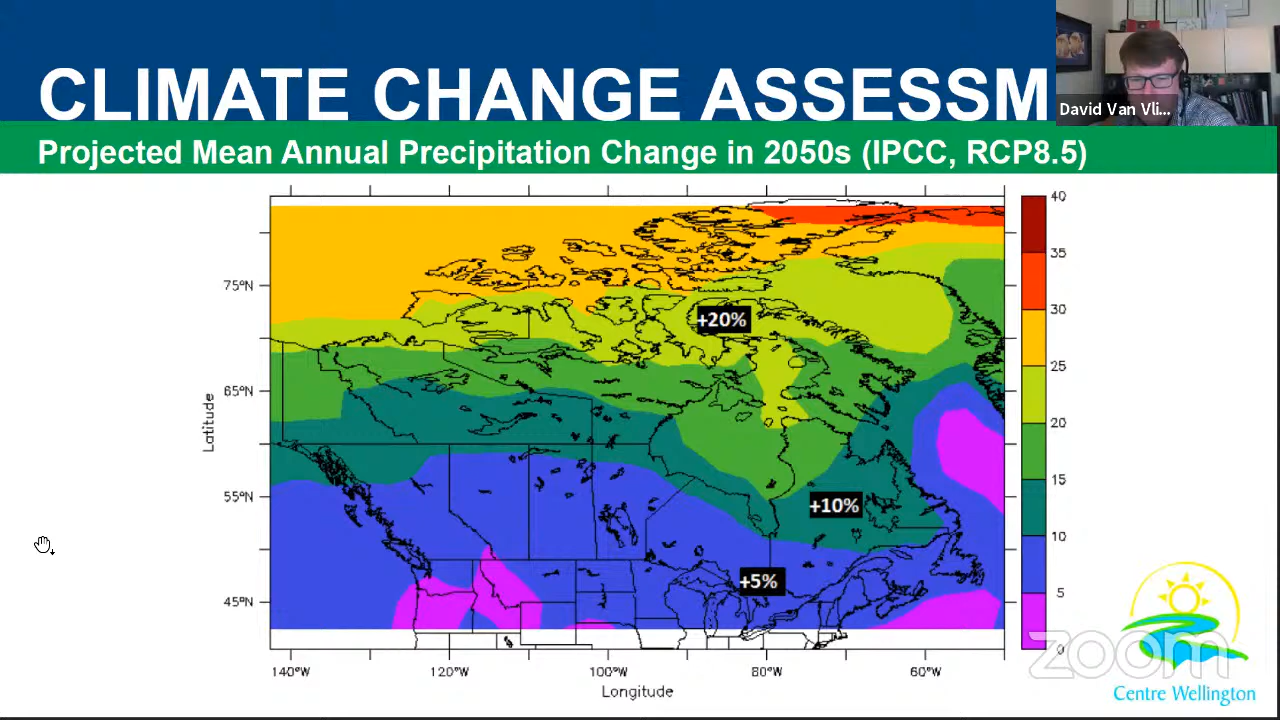 CLIMATE CHANGE ASSESSM
David Van Vli...
Projected Mean Annual Precipitation Change in 2050s (IPCC, RCP8.5)
40
35
30
25
20
15
10
5
0
75°N
65°N
55°N
45°N
Latitude
+20%
+10%
+5%
140°W
120°W
100°W
80°W
60°W
Longitude
zoom
Centre Wellington